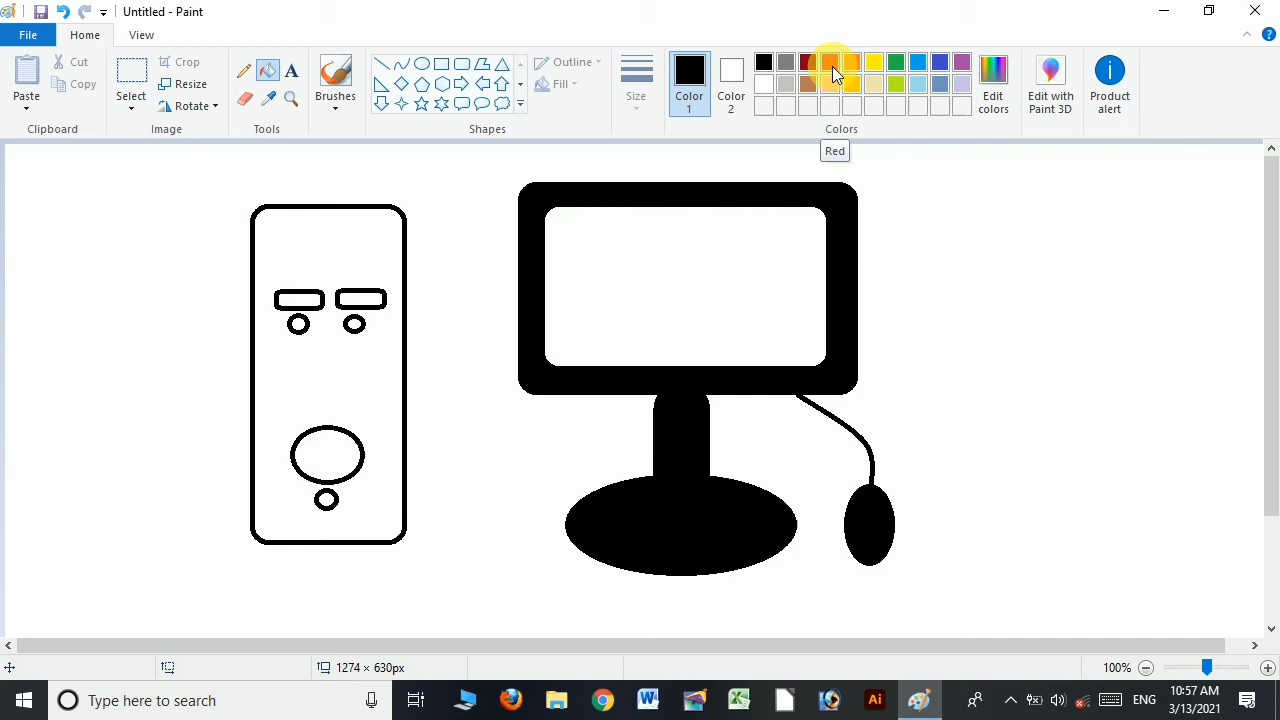 Untitled - Paint
File
Home
View
Paste
Cut
Copy
Clipboard
Select
Crop
Resize
Rotate
Image
A
Tools
Brushes
Outline
Fill
Shapes
Size
Color
1
Color
2
Colors
Edit
colors
Edit with
Paint 3D
Product
alert
Red
1274 × 630px
100%
Type here to search
W
X
Ai
ENG
10:57 AM
3/13/2021